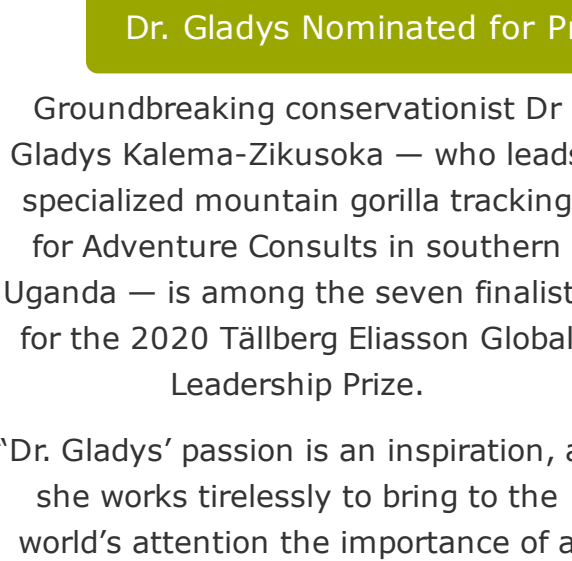 Dr. Gladys Nominated for Pr
Groundbreaking conservationist Dr
Gladys Kalema-Zikusoka — who leads
specialized mountain gorilla tracking
for Adventure Consults in southern
Uganda — is among the seven finalist
for the 2020 Tällberg Eliasson Global
Leadership Prize.
“Dr. Gladys’ passion is an inspiration, a
she works tirelessly to bring to the
world’s attention the importance of a